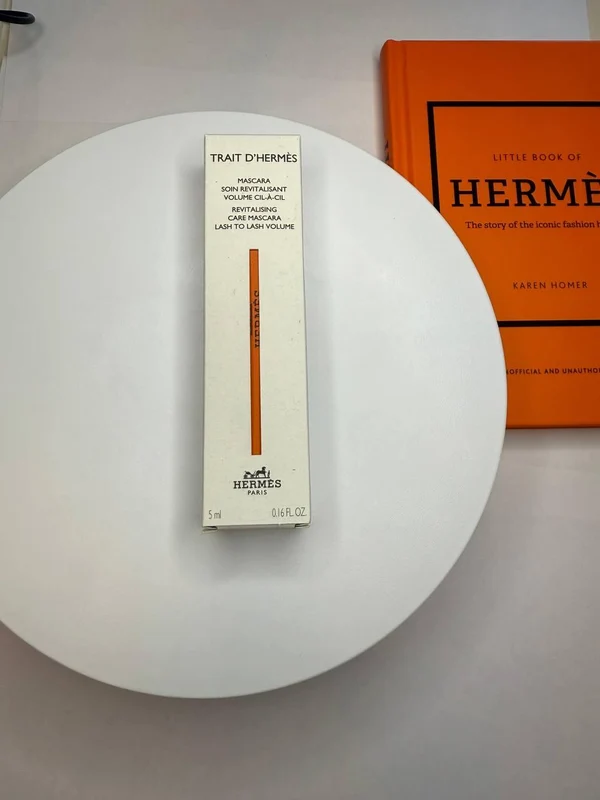 TRAIT D'HERMÈS
MASCARA
SOIN REVITALISANT
VOLUME CIL-À-CIL
REVITALISING
CARE MASCARA
LASH TO LASH VOLUME
HERMÈS
HERMÈS
PARIS
5 ml 0.16 FL.OZ.
LITTLE BOOK OF
HERMÈ
The story of the iconic fashion h
KAREN HOMER
OFFICIAL AND UNAUTHO